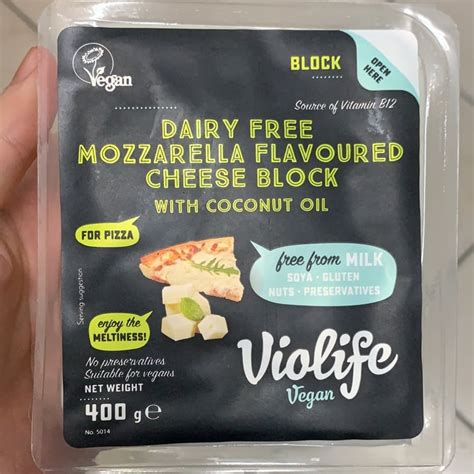 Vegan
BLOCK
OPEN
HERE
Source of Vitamin B12
DAIRY FREE
MOZZARELLA FLAVOURED
CHEESE BLOCK
WITH COCONUT OIL
FOR PIZZA
free from MILK
SOYA · GLUTEN
NUTS · PRESERVATIVES
Serving suggestion
enjoy the
MELTINESS!
No preservatives
Suitable for vegans
NET WEIGHT
400 g e
No. 5014
Violife
Vegan